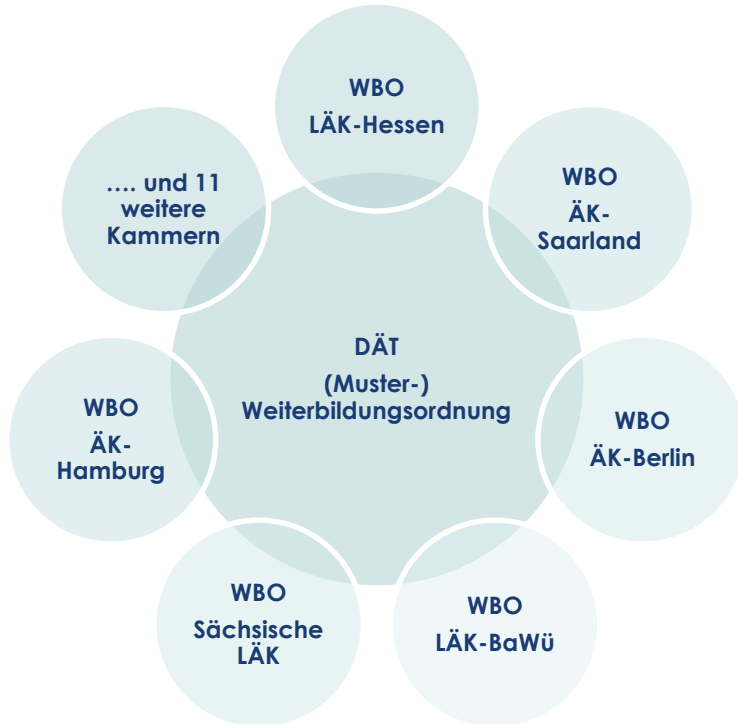 WBO
LÄK-Hessen
WBO
ÄK-
Saarland
WBO
ÄK-Berlin
WBO
LÄK-BaWü
WBO
Sächsische
LÄK
WBO
ÄK-
Hamburg
…. und 11
weitere
Kammern
DÄT
(Muster-)
Weiterbildungsordnung